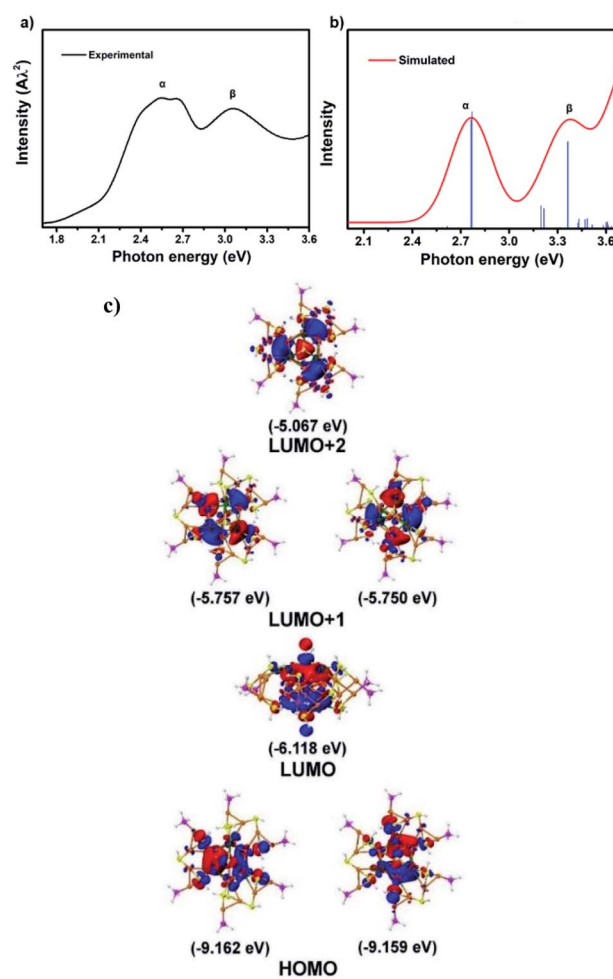 a)
Experimental
α
β
Intensity (Aλ²)
1.8 2.1 2.4 2.7 3.0 3.3 3.6
Photon energy (eV)
b)
Simulated
α
β
Intensity
2.1 2.4 2.7 3.0 3.3 3.6
Photon energy (eV)
c)
(-5.067 eV)
LUMO+2
(-5.757 eV) (-5.750 eV)
LUMO+1
(-6.118 eV)
LUMO
(-9.162 eV) (-9.159 eV)
HOMO